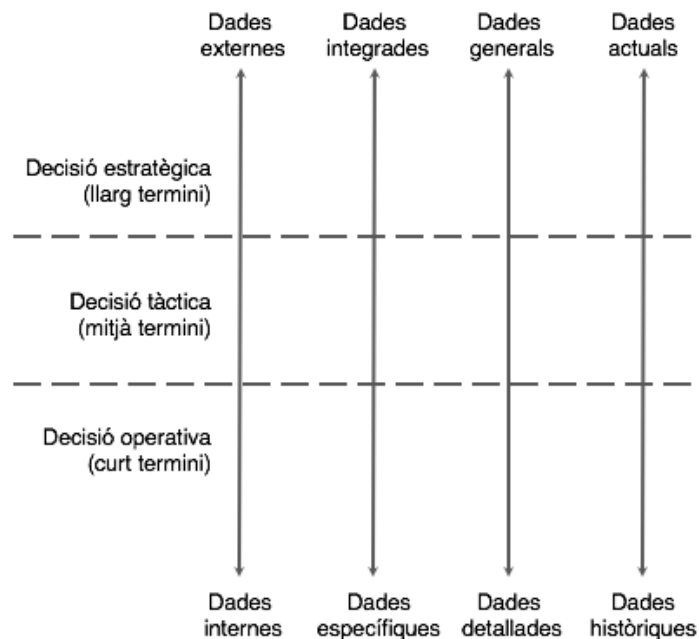 Dades
externes
Dades
integrades
Dades
generals
Dades
actuals
Decisió estratègica
(llarg termini)
Decisió tàctica
(mitjà termini)
Decisió operativa
(curt termini)
Dades
internes
Dades
específiques
Dades
detallades
Dades
històriques